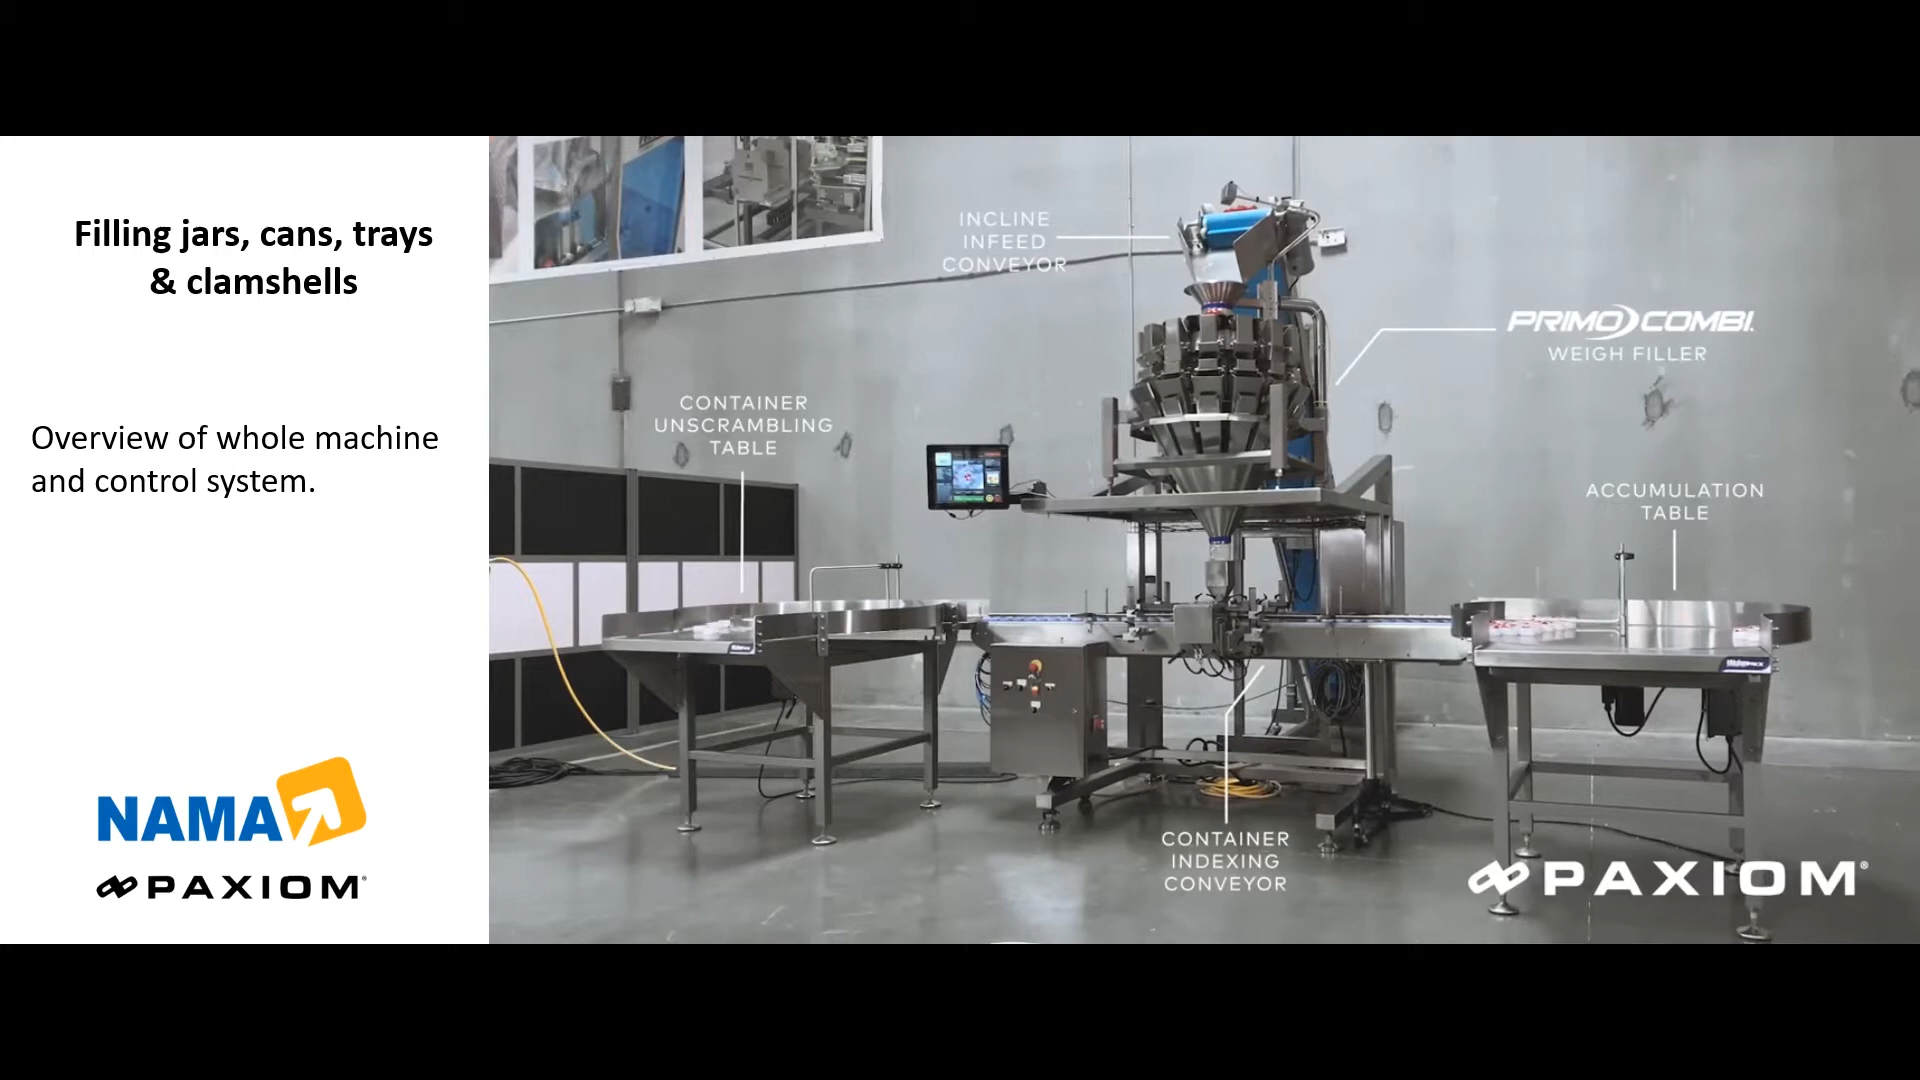 Filling jars, cans, trays
& clamshells
Overview of whole machine
and control system.
NAMA
PAXIOM
INCLINE
INFEED
CONVEYOR
PRIMO COMBI
WEIGH FILLER
CONTAINER
UNSCRAMBLING
TABLE
ACCUMULATION
TABLE
CONTAINER
INDEXING
CONVEYOR
PAXIOM